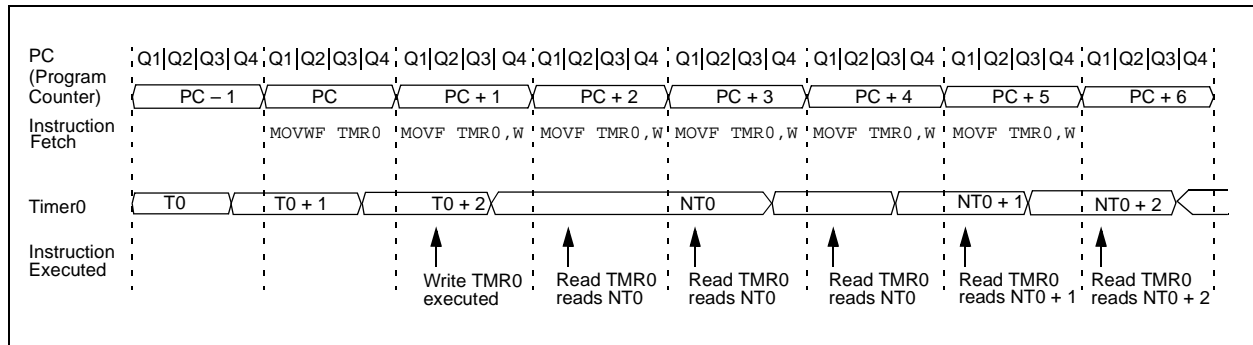 PC
(Program
Counter)
Q1|Q2|Q3|Q4 Q1|Q2|Q3|Q4 Q1|Q2|Q3|Q4 Q1|Q2|Q3|Q4 Q1|Q2|Q3|Q4 Q1|Q2|Q3|Q4 Q1|Q2|Q3|Q4 Q1|Q2|Q3|Q4
PC – 1 PC PC + 1 PC + 2 PC + 3 PC + 4 PC + 5 PC + 6
Instruction
Fetch
MOVWF TMR0 MOVF TMR0,W MOVF TMR0,W MOVF TMR0,W MOVF TMR0,W MOVF TMR0,W
Timer0
T0 T0 + 1 T0 + 2 NT0 NT0 + 1 NT0 + 2
Instruction
Executed
Write TMR0
executed
Read TMR0
reads NT0
Read TMR0
reads NT0
Read TMR0
reads NT0
Read TMR0
reads NT0 + 1
Read TMR0
reads NT0 + 2